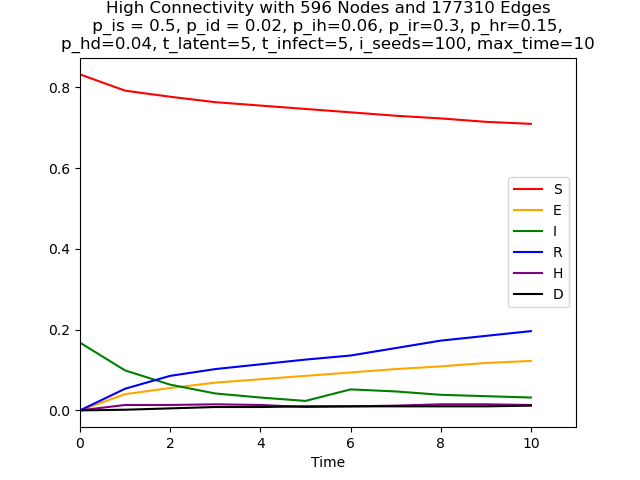 High Connectivity with 596 Nodes and 177310 Edges
p_is = 0.5, p_id = 0.02, p_ih=0.06, p_ir=0.3, p_hr=0.15,
p_hd=0.04, t_latent=5, t_infect=5, i_seeds=100, max_time=10
0.8
0.6
0.4
0.2
0.0
S
E
I
R
H
D
0 2 4 6 8 10
Time